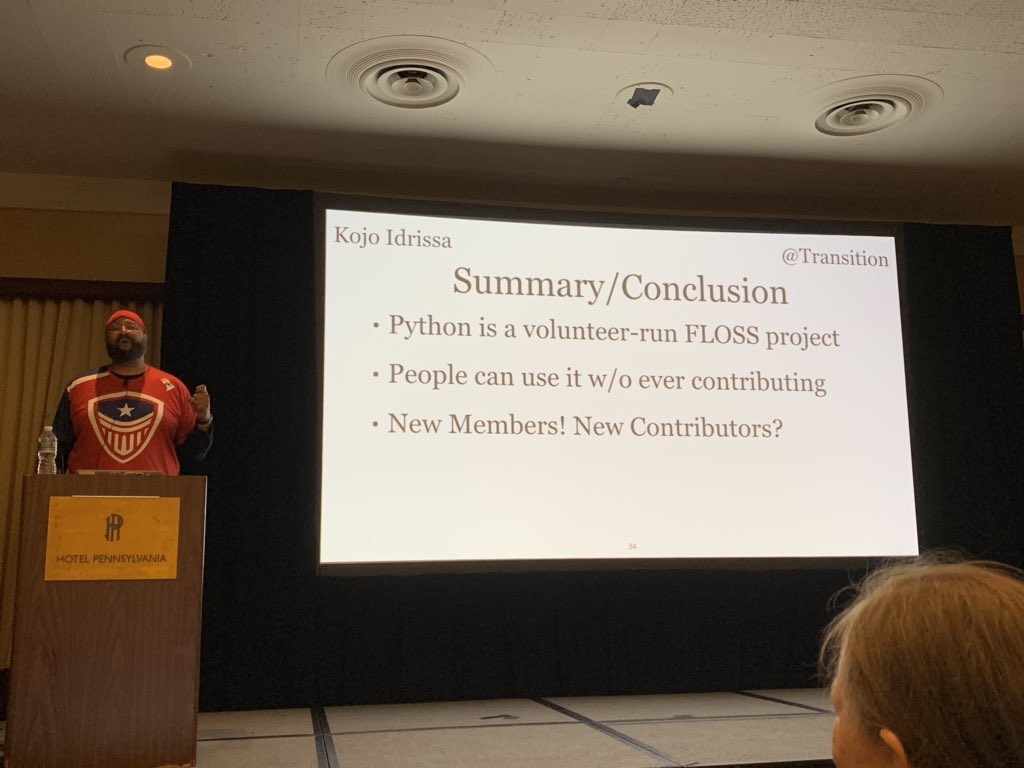 Kojo Idrissa
@Transition
Summary/Conclusion
• Python is a volunteer-run FLOSS project
• People can use it w/o ever contributing
• New Members! New Contributors?
34
HOTEL PENNSYLVANIA